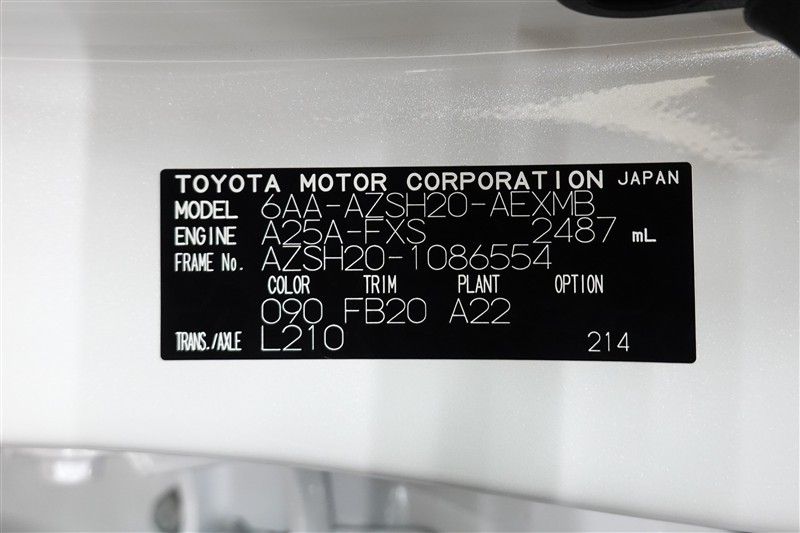 TOYOTA MOTOR CORPORATION JAPAN
MODEL 6AA-AZSH20-AEXMB
ENGINE A25A-FXS 2487 mL
FRAME No. AZSH20-1086554
COLOR TRIM PLANT OPTION
090 FB20 A22
TRANS./AXLE L210 214